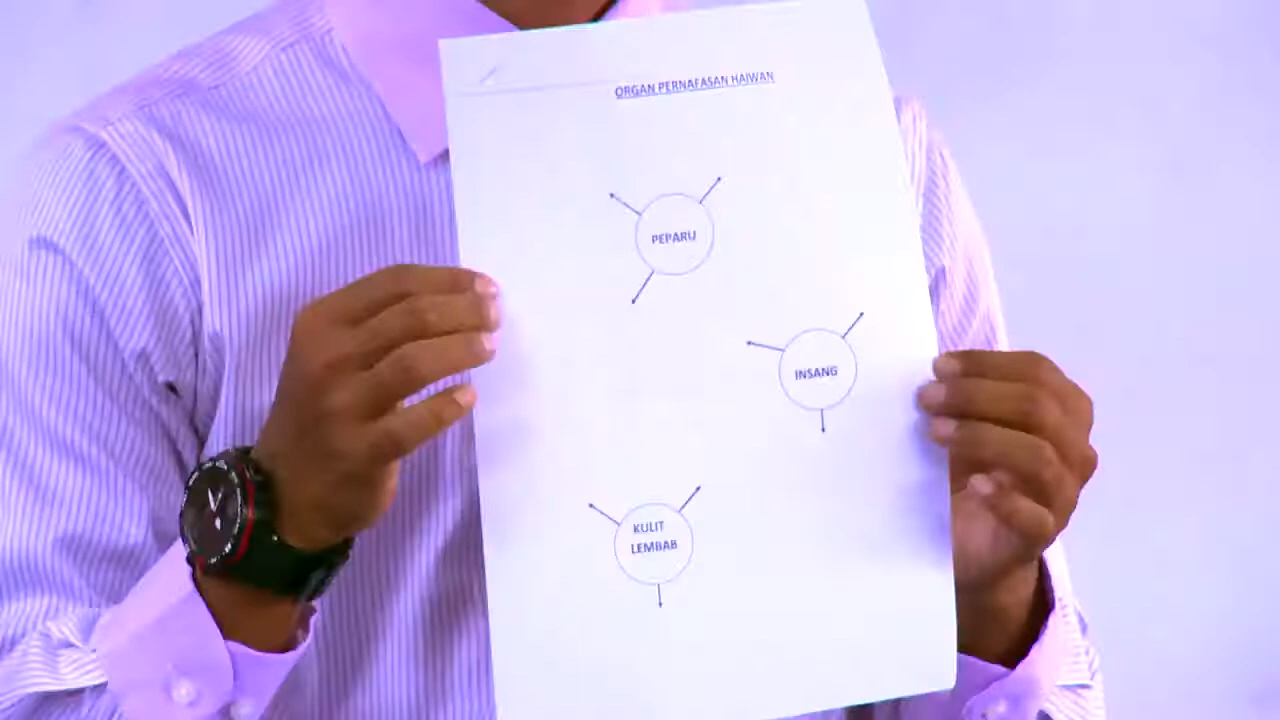 ORGAN PERNAFASAN HAIWAN
PEPARU
INSANG
KULIT
LEMBAB